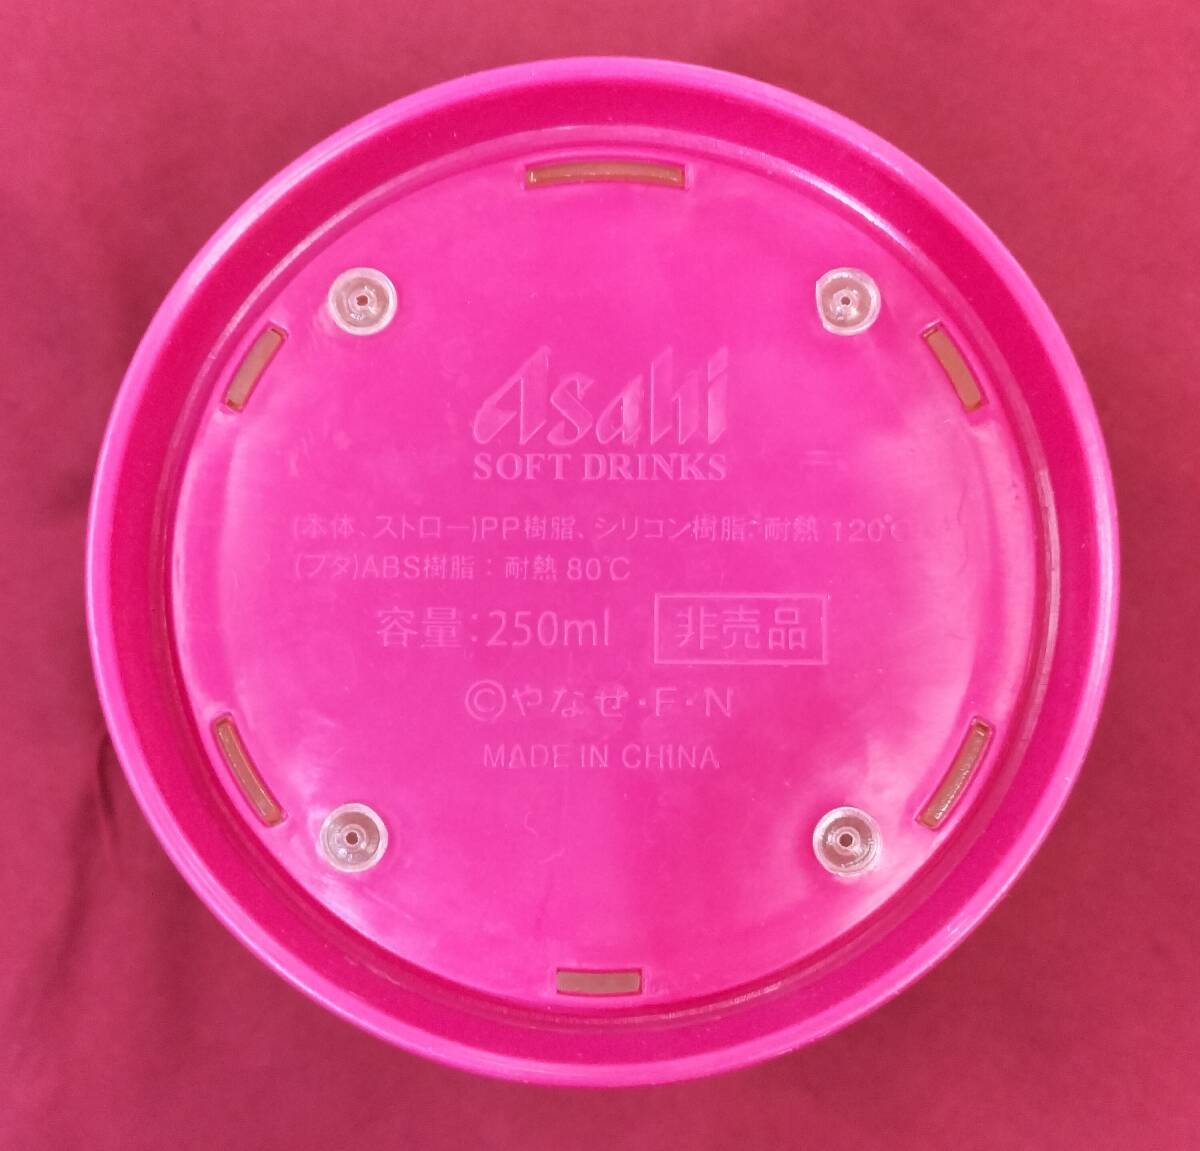 Asahi
SOFT DRINKS
(本体、ストロー)PP樹脂、シリコン樹脂:耐熱 120℃
(フタ)ABS樹脂:耐熱 80℃
容量:250ml 非売品
©やなせ・F・N
MADE IN CHINA